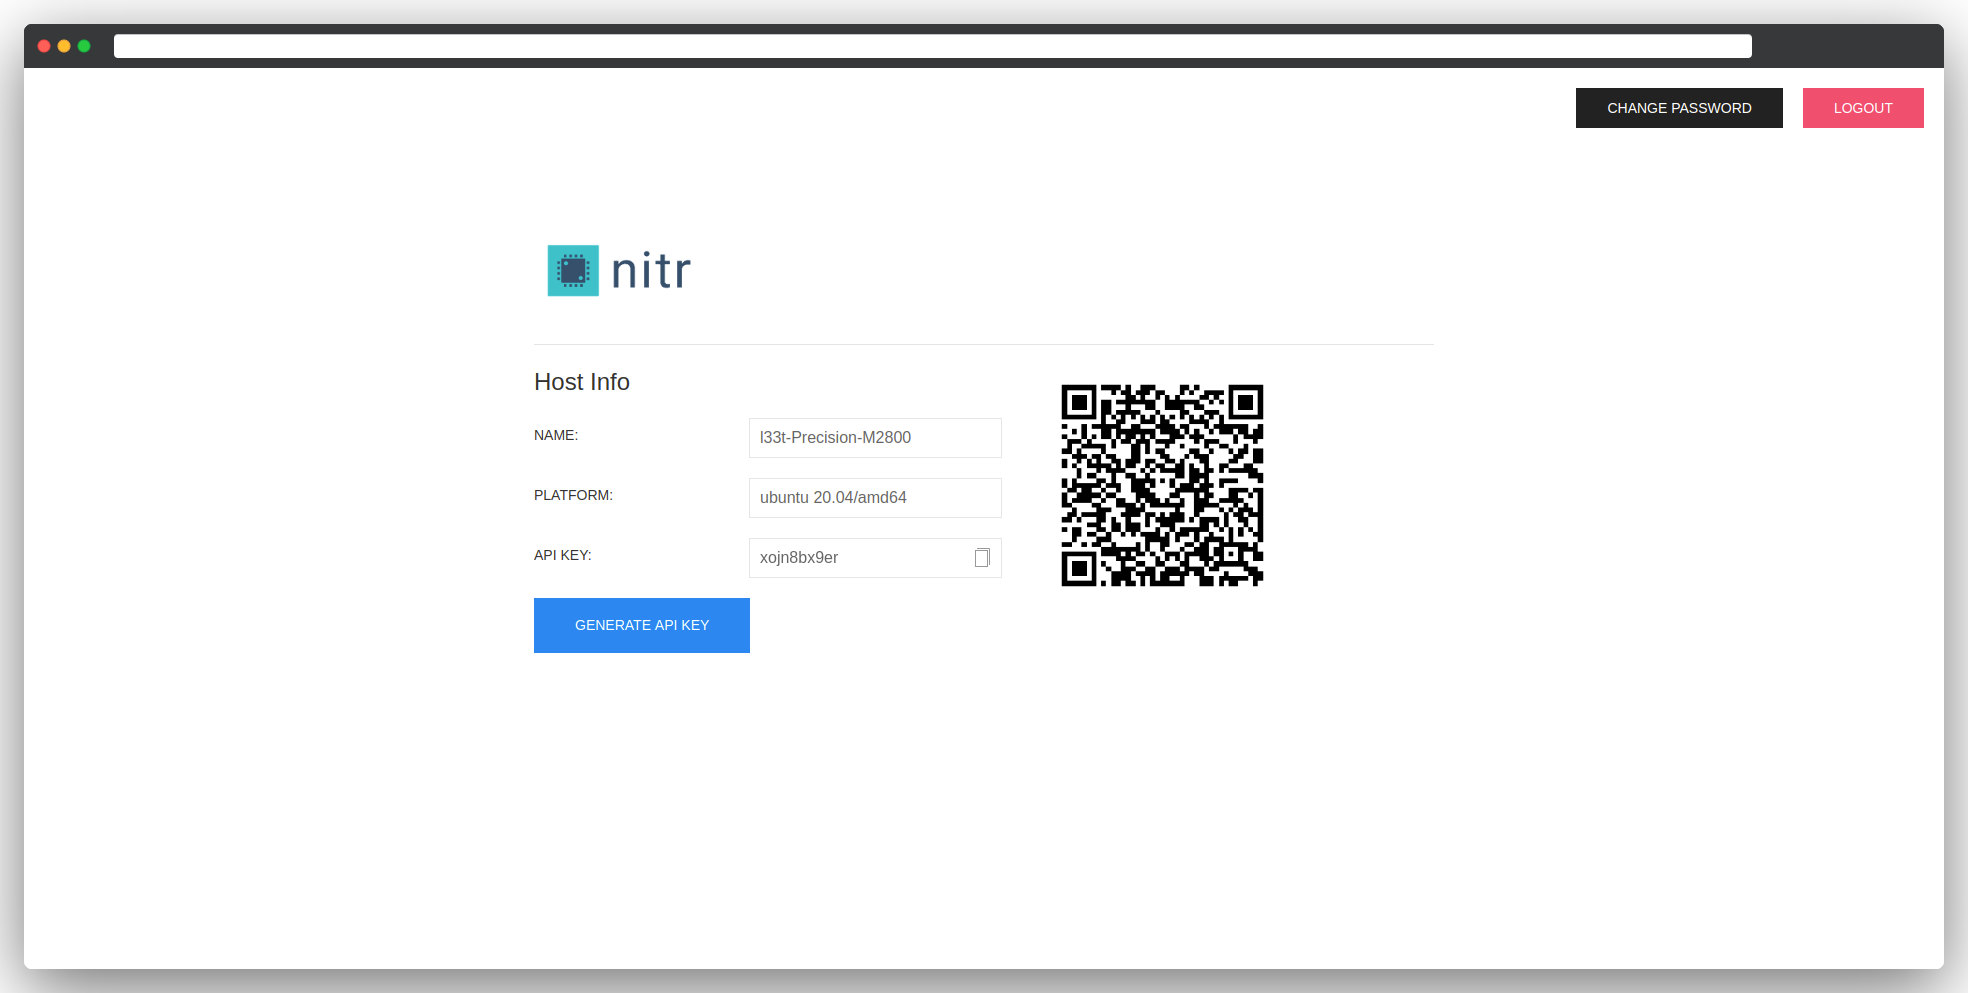 CHANGE PASSWORD
LOGOUT
nitr
Host Info
NAME:
l33t-Precision-M2800
PLATFORM:
ubuntu 20.04/amd64
API KEY:
xojn8bx9er
GENERATE API KEY